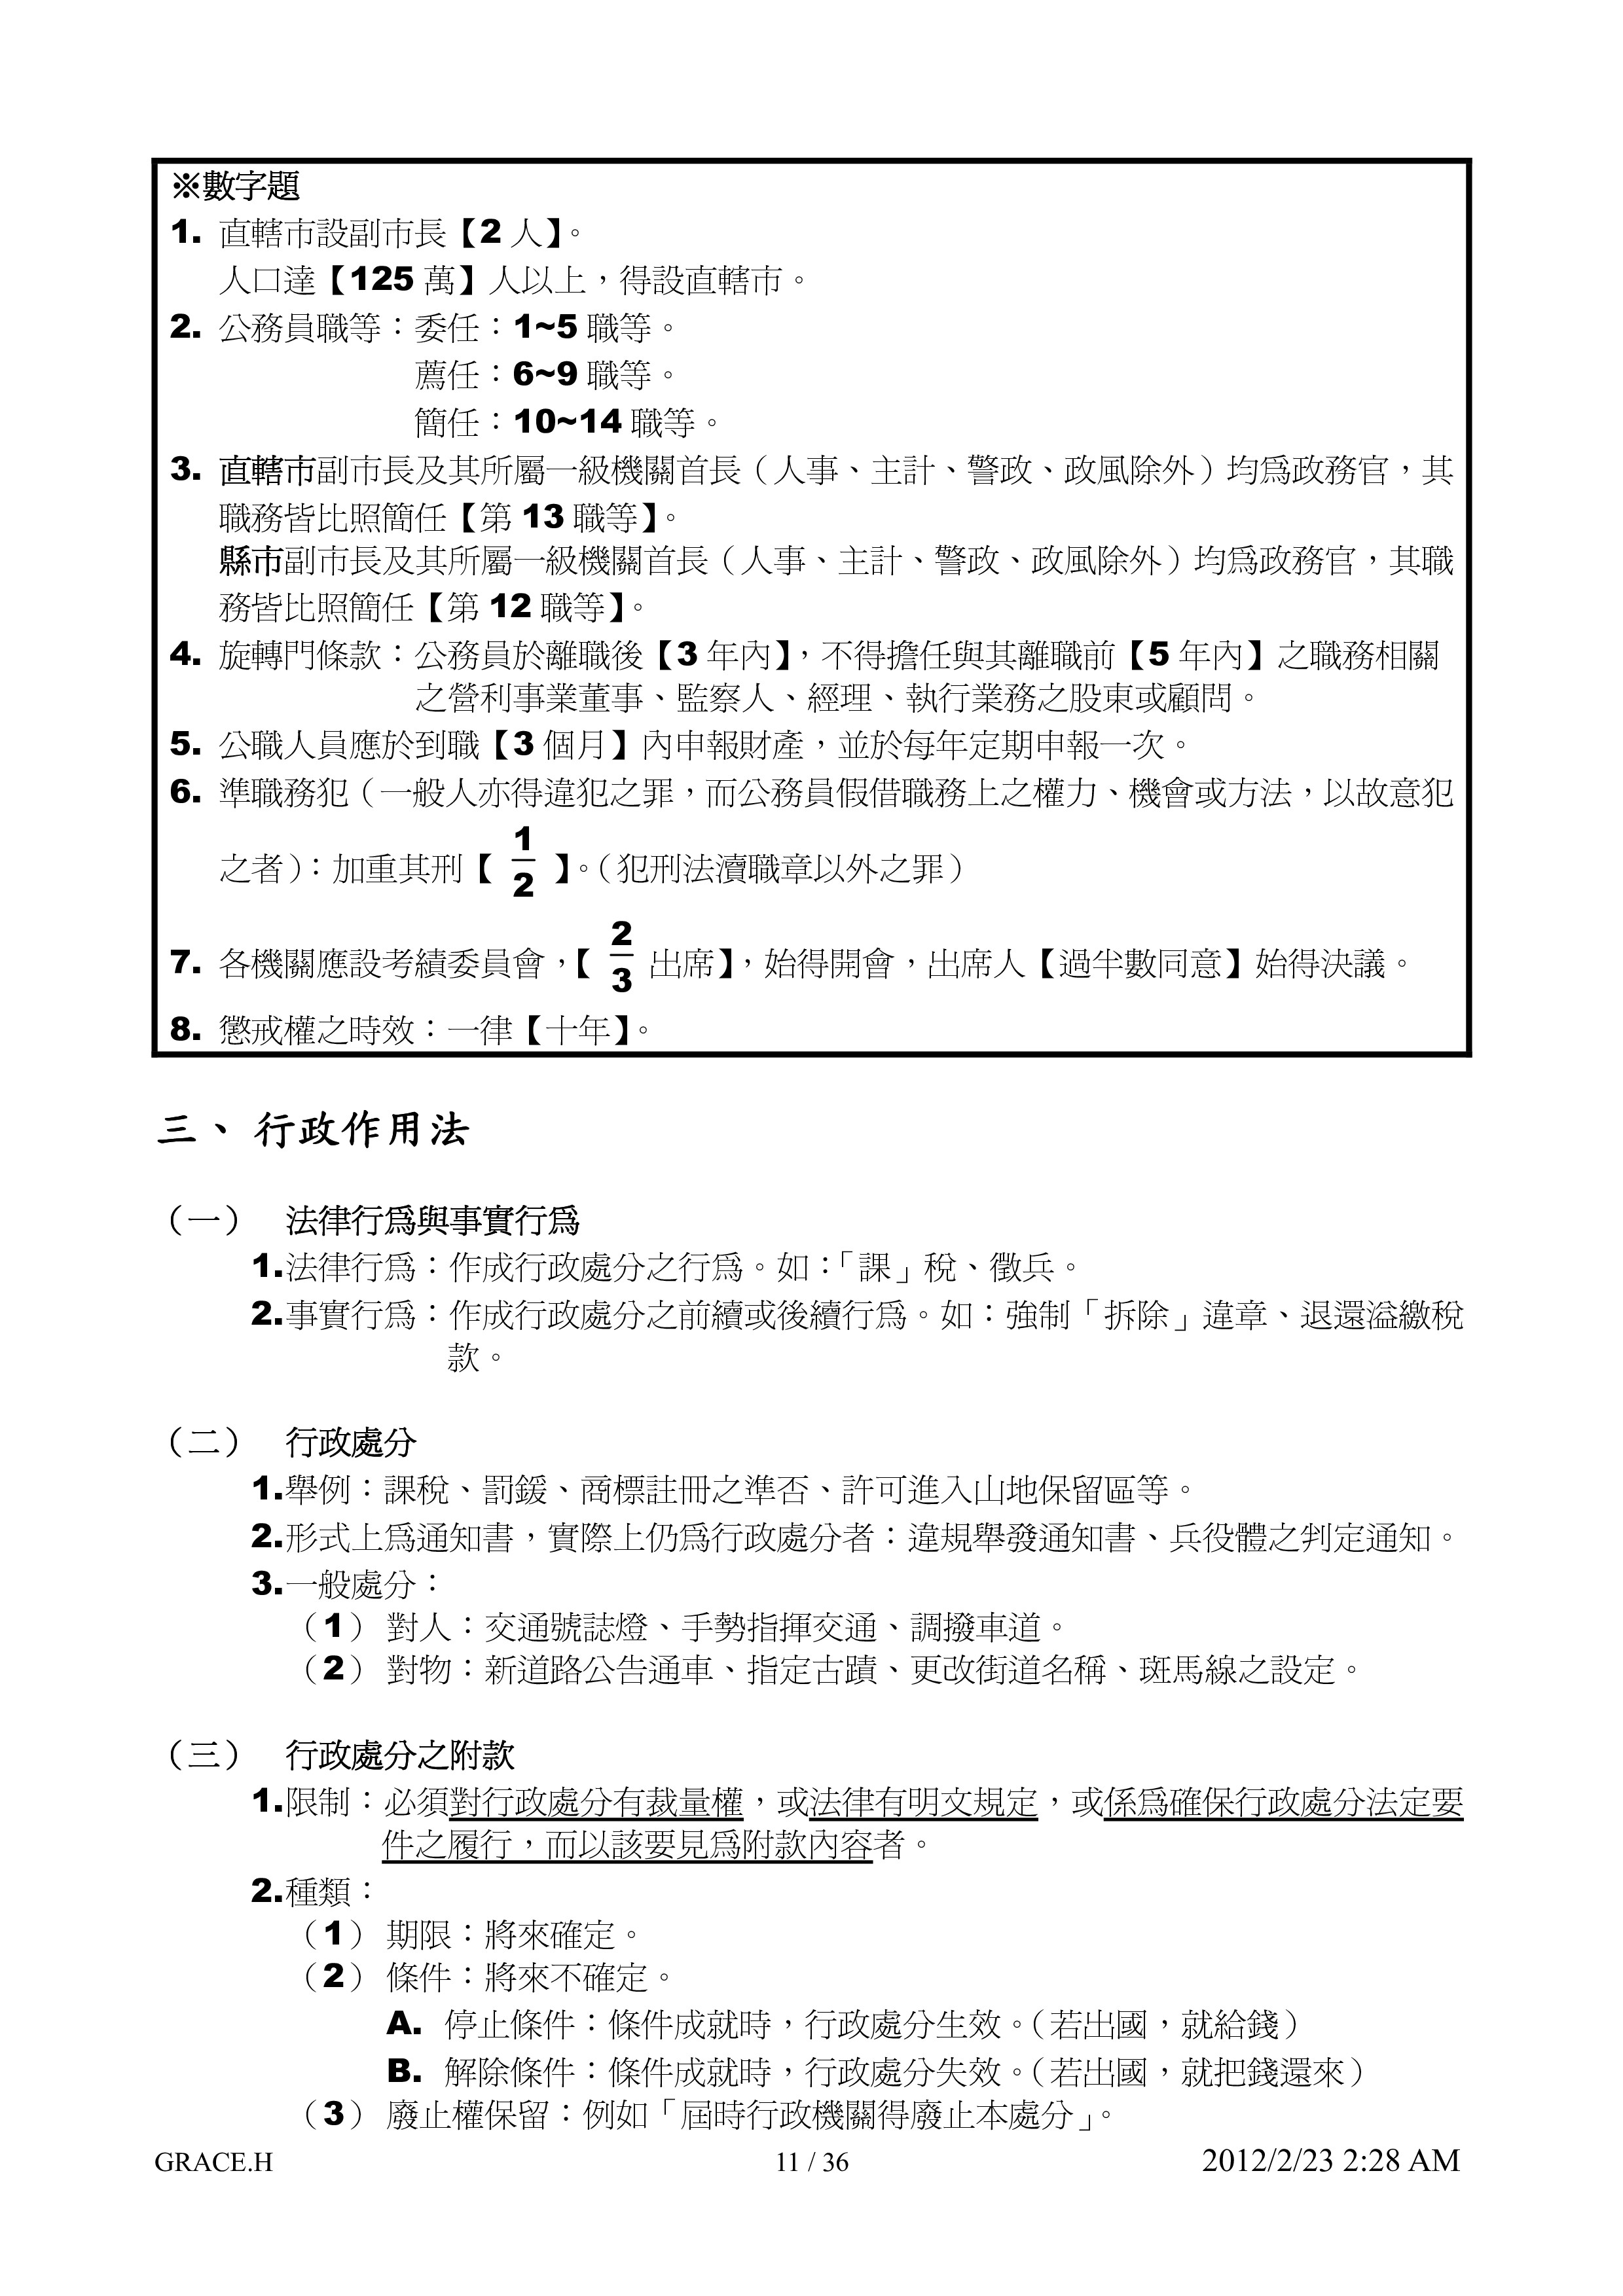 ※數字題
1. 直轄市設副市長【2 人】。
人口達【125 萬】人以上，得設直轄市。
2. 公務員職等：委任：1~5 職等。
薦任：6~9 職等。
簡任：10~14 職等。
3. 直轄市副市長及其所屬一級機關首長（人事、主計、警政、政風除外）均為政務官，其
職務皆比照簡任【第 13 職等】。
縣市副市長及其所屬一級機關首長（人事、主計、警政、政風除外）均為政務官，其職
務皆比照簡任【第 12 職等】。
4. 旋轉門條款：公務員於離職後【3 年內】，不得擔任與其離職前【5 年內】之職務相關
之營利事業董事、監察人、經理、執行業務之股東或顧問。
5. 公職人員應於到職【3 個月】內申報財產，並於每年定期申報一次。
6. 準職務犯（一般人亦得違犯之罪，而公務員假借職務上之權力、機會或方法，以故意犯
之者）：加重其刑【 1/2 】。（犯刑法瀆職章以外之罪）
7. 各機關應設考績委員會，【 2/3 出席】，始得開會，出席人【過半數同意】始得決議。
8. 懲戒權之時效：一律【十年】。
三、 行政作用法
（一） 法律行為與事實行為
1.法律行為：作成行政處分之行為。如：「課」稅、徵兵。
2.事實行為：作成行政處分之前續或後續行為。如：強制「拆除」違章、退還溢繳稅
款。
（二） 行政處分
1.舉例：課稅、罰鍰、商標註冊之準否、許可進入山地保留區等。
2.形式上為通知書，實際上仍為行政處分者：違規舉發通知書、兵役體之判定通知。
3.一般處分：
（1） 對人：交通號誌燈、手勢指揮交通、調撥車道。
（2） 對物：新道路公告通車、指定古蹟、更改街道名稱、斑馬線之設定。
（三） 行政處分之附款
1.限制：必須對行政處分有裁量權，或法律有明文規定，或係為確保行政處分法定要
件之履行，而以該要見為附款內容者。
2.種類：
（1） 期限：將來確定。
（2） 條件：將來不確定。
A. 停止條件：條件成就時，行政處分生效。（若出國，就給錢）
B. 解除條件：條件成就時，行政處分失效。（若出國，就把錢還來）
（3） 廢止權保留：例如「屆時行政機關得廢止本處分」。
GRACE.H 11 / 36 2012/2/23 2:28 AM